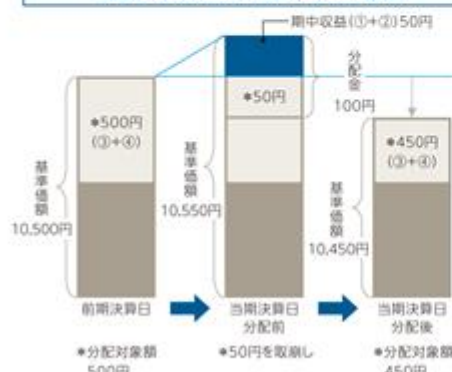 期中収益(①+②)50円
分配金
100円
*500円
(③+④)
*50円
*450円
(③+④)
基準価額
10,500円
基準価額
10,550円
基準価額
10,450円
前期決算日
当期決算日
分配前
当期決算日
分配後
*分配対象額
500円
*50円を取崩し
*分配対象額
450円